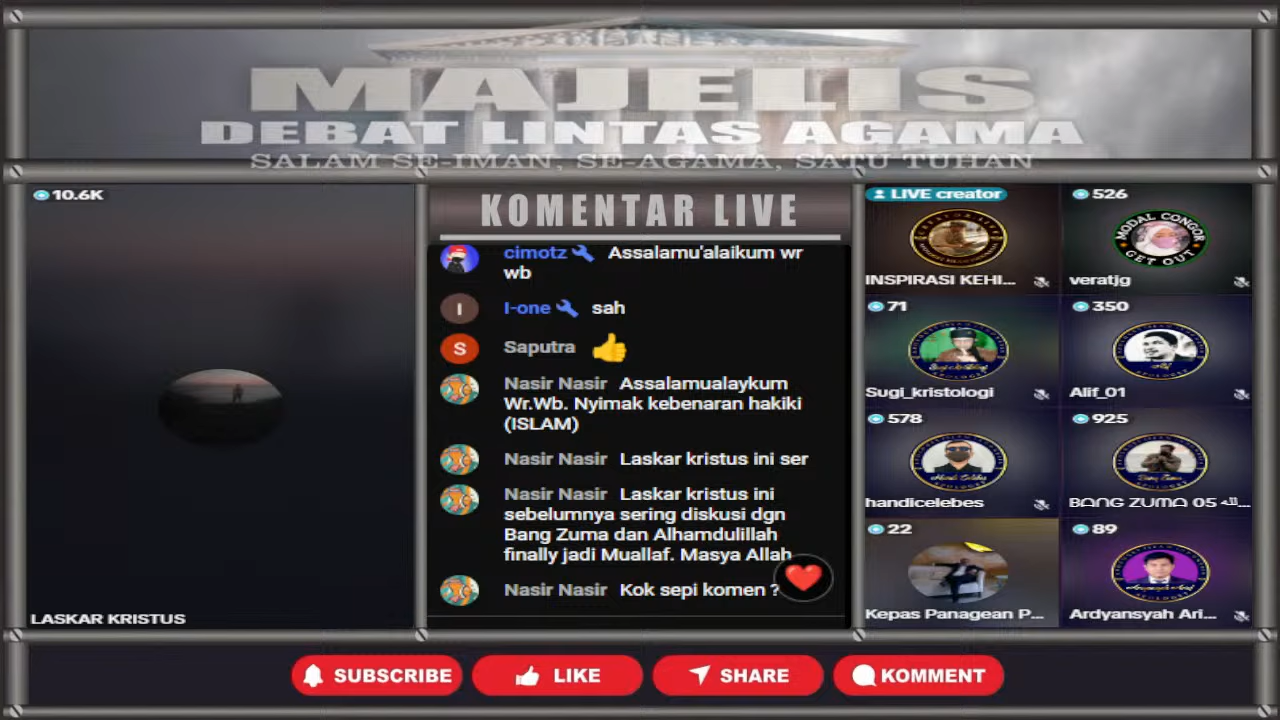 MAJELIS
DEBAT LINTAS AGAMA
SALAM SE-IMAN, SE-AGAMA, SATU TUHAN
10.6K
LASKAR KRISTUS
KOMENTAR LIVE
cimotz Assalamu'alaikum wr
wb
I
I-one sah
S
Saputra
Nasir Nasir Assalamualaykum
Wr.Wb. Nyimak kebenaran hakiki
(ISLAM)
Nasir Nasir Laskar kristus ini ser
Nasir Nasir Laskar kristus ini
sebelumnya sering diskusi dgn
Bang Zuma dan Alhamdulillah
finally jadi Muallaf. Masya Allah
Nasir Nasir Kok sepi komen ?
LIVE creator
INSPIRASI KEHI...
526
MODAL CONGOR
GET OUT
veratjg
71
Sugi_kristologi
350
Alif_01
578
handicelebes
925
BANG ZUMA 05
22
Kepas Panagean P...
89
Ardyansyah Ari...
SUBSCRIBE
LIKE
SHARE
KOMMENT